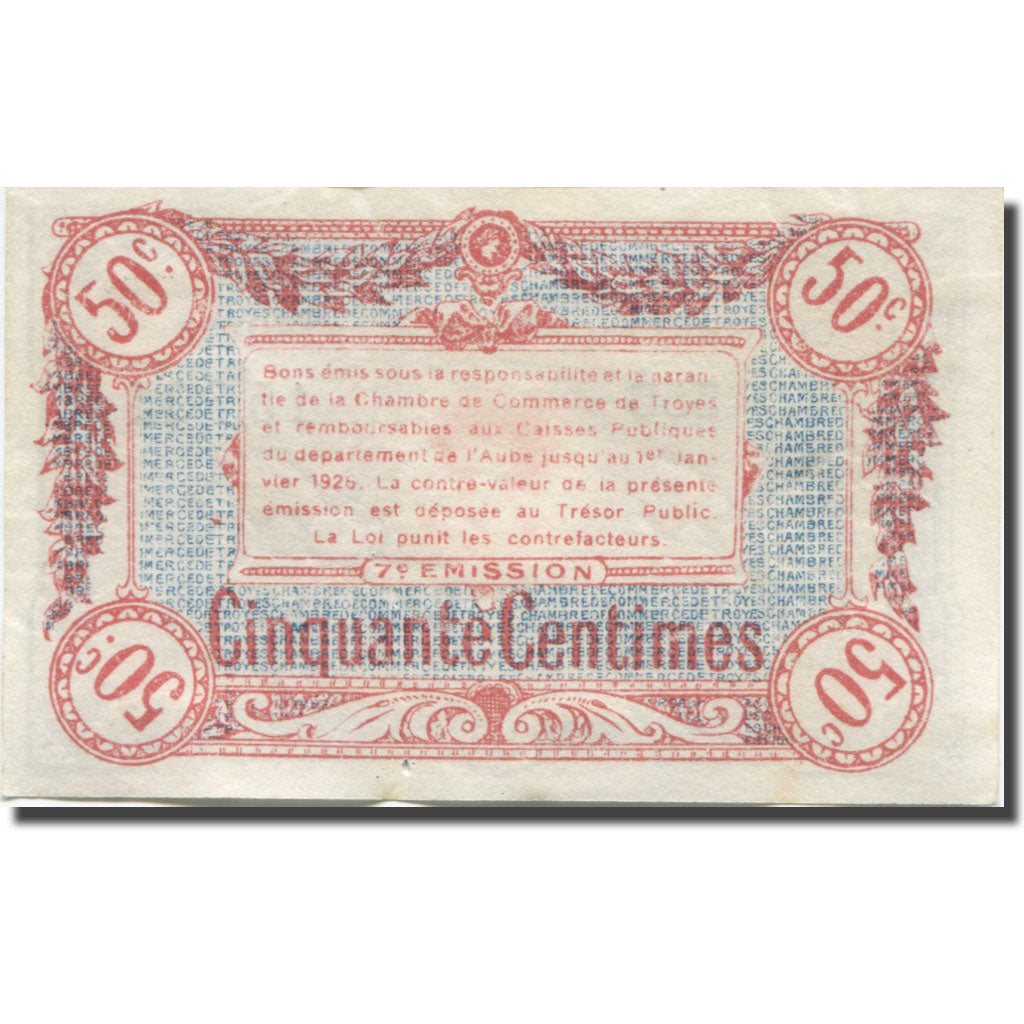 50c.
50c.
Bons émis sous la responsabilité et la garan-
tie de la Chambre de Commerce de Troyes
et remboursables aux Caisses Publiques
du département de l'Aube jusqu'au 1er Jan-
vier 1926. La contre-valeur de la présente
émission est déposée au Trésor Public.
La Loi punit les contrefacteurs.
7e EMISSION
Cinquante Centimes
50c.
50c